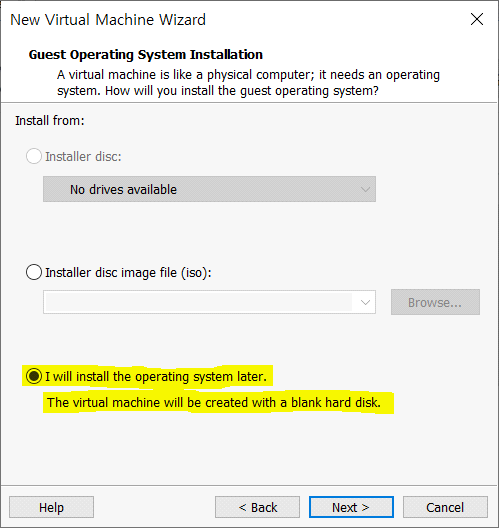 New Virtual Machine Wizard
Guest Operating System Installation
A virtual machine is like a physical computer; it needs an operating
system. How will you install the guest operating system?
Install from:
Installer disc:
No drives available
Installer disc image file (iso):
Browse...
I will install the operating system later.
The virtual machine will be created with a blank hard disk.
Help
< Back
Next >
Cancel